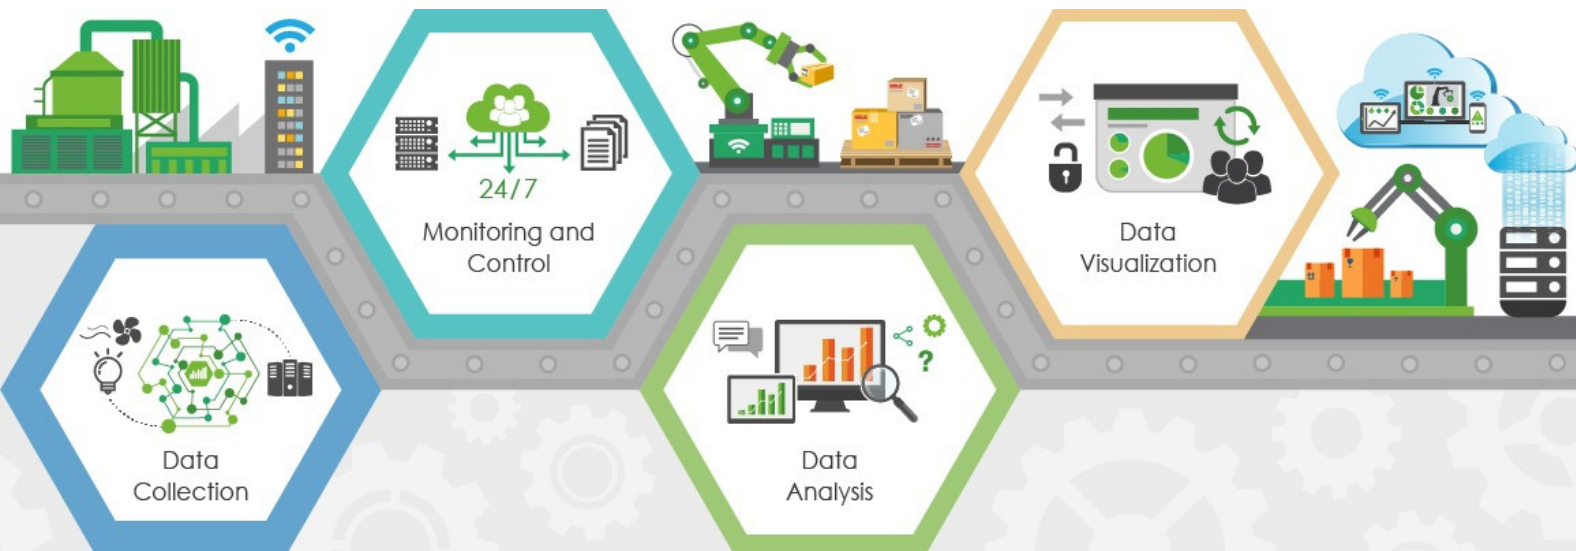 Data
Collection
24/7
Monitoring and
Control
Data
Analysis
Data
Visualization